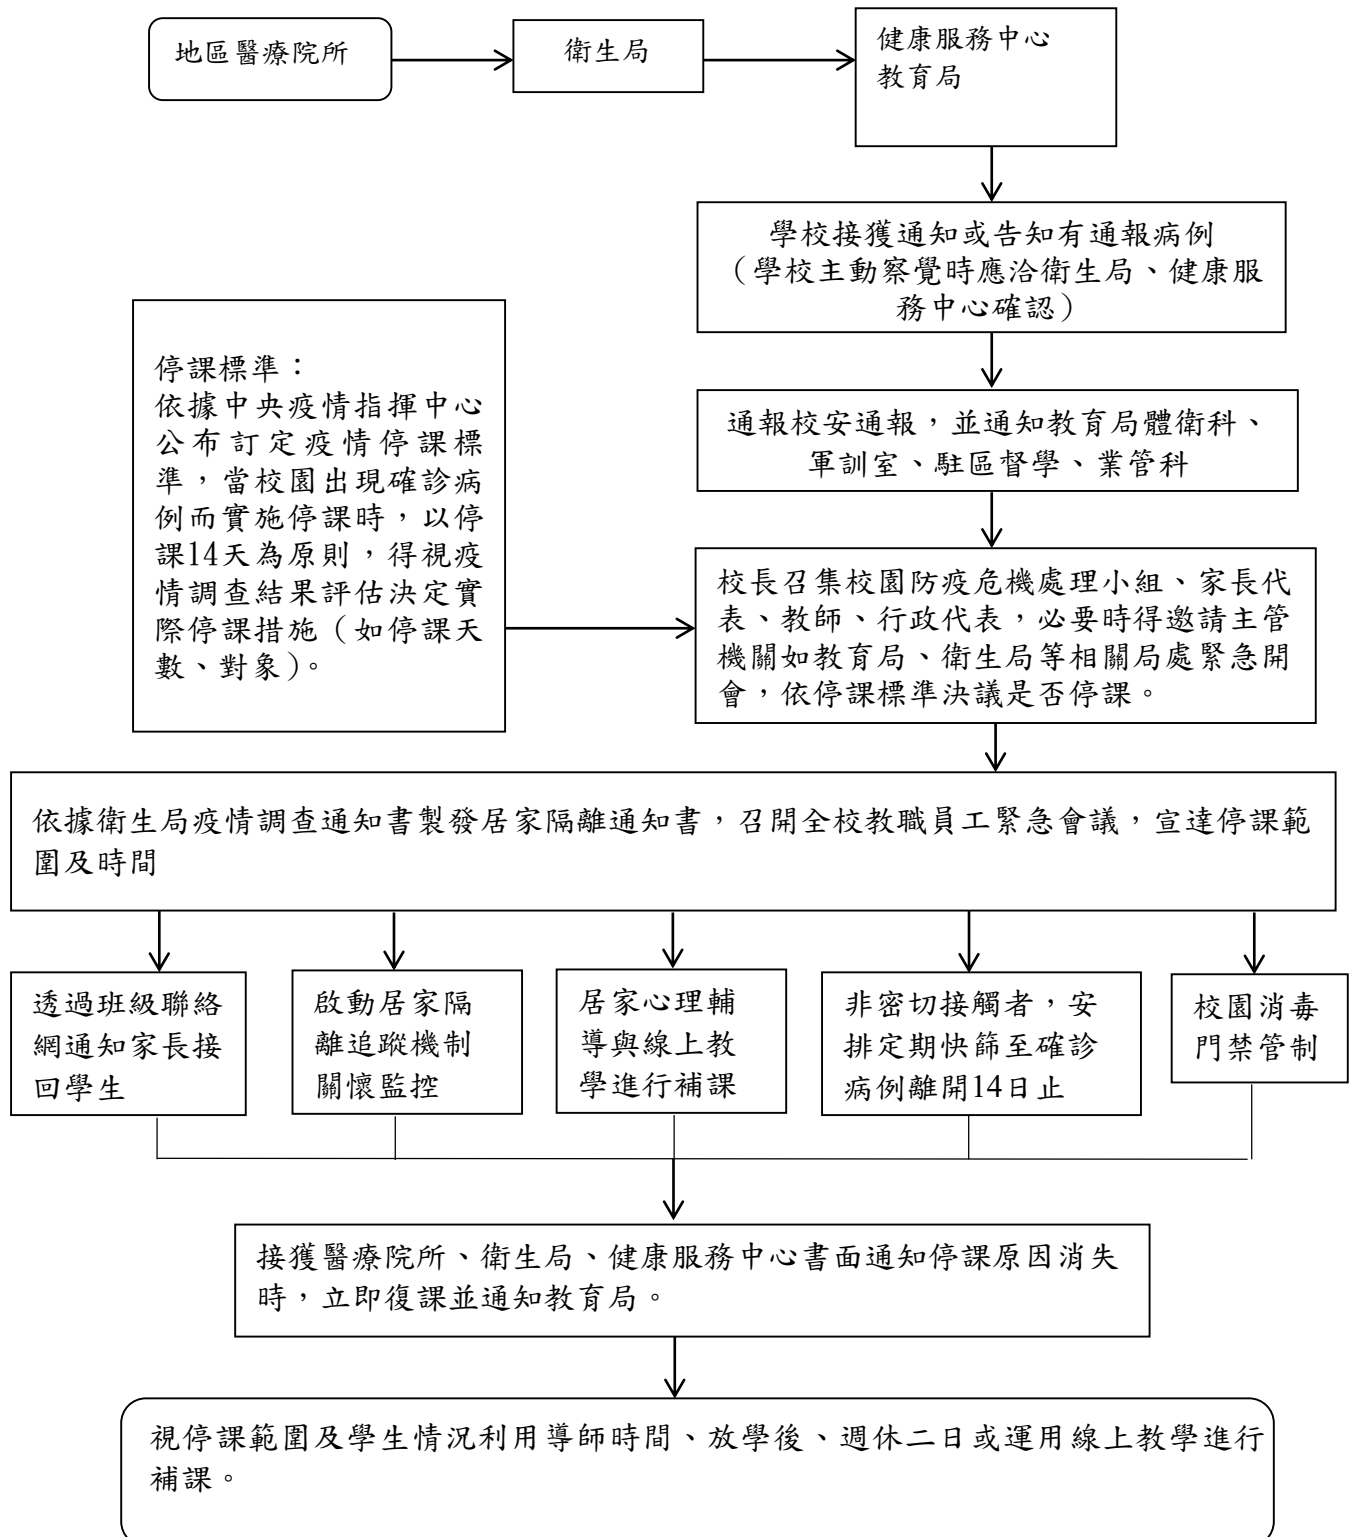 地區醫療院所
衛生局
健康服務中心
教育局
學校接獲通知或告知有通報病例
（學校主動察覺時應洽衛生局、健康服
務中心確認）
停課標準：
依據中央疫情指揮中心
公布訂定疫情停課標
準，當校園出現確診病
例而實施停課時，以停
課14天為原則，得視疫
情調查結果評估決定實
際停課措施（如停課天
數、對象）。
通報校安通報，並通知教育局體衛科、
軍訓室、駐區督學、業管科
校長召集校園防疫危機處理小組、家長代
表、教師、行政代表，必要時得邀請主管
機關如教育局、衛生局等相關局處緊急開
會，依停課標準決議是否停課。
依據衛生局疫情調查通知書製發居家隔離通知書，召開全校教職員工緊急會議，宣達停課範
圍及時間
透過班級聯絡
網通知家長接
回學生
啟動居家隔
離追蹤機制
關懷監控
居家心理輔
導與線上教
學進行補課
非密切接觸者，安
排定期快篩至確診
病例離開14日止
校園消毒
門禁管制
接獲醫療院所、衛生局、健康服務中心書面通知停課原因消失
時，立即復課並通知教育局。
視停課範圍及學生情況利用導師時間、放學後、週休二日或運用線上教學進行
補課。